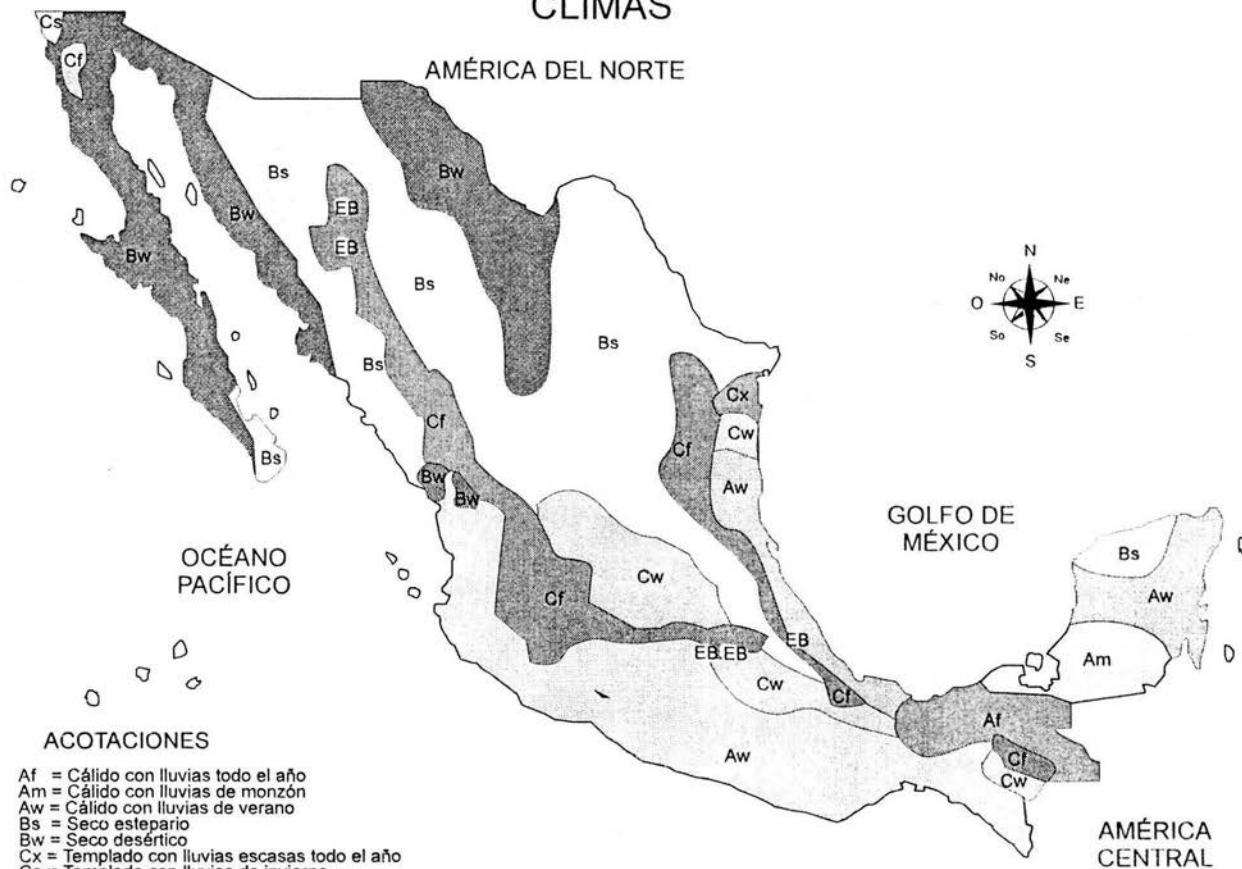 CLIMAS
AMÉRICA DEL NORTE
Cs
Cf
Bs
Bw
EB
Bw
EB
Bw
Bs
Bs
Bs
N
No
Ne
O
E
So
Se
S
Cx
Cf
Cw
Cf
Bs
Bw
Bw
Aw
GOLFO DE
MÉXICO
OCÉANO
PACÍFICO
Bs
Cw
Aw
Cf
EB
EB EB
Am
Cw
Cf
Af
Aw
Cf
Cw
ACOTACIONES
Af = Cálido con lluvias todo el año
Am = Cálido con lluvias de monzón
Aw = Cálido con lluvias de verano
Bs = Seco estepario
Bw = Seco desértico
Cx = Templado con lluvias escasas todo el año
AMÉRICA
CENTRAL